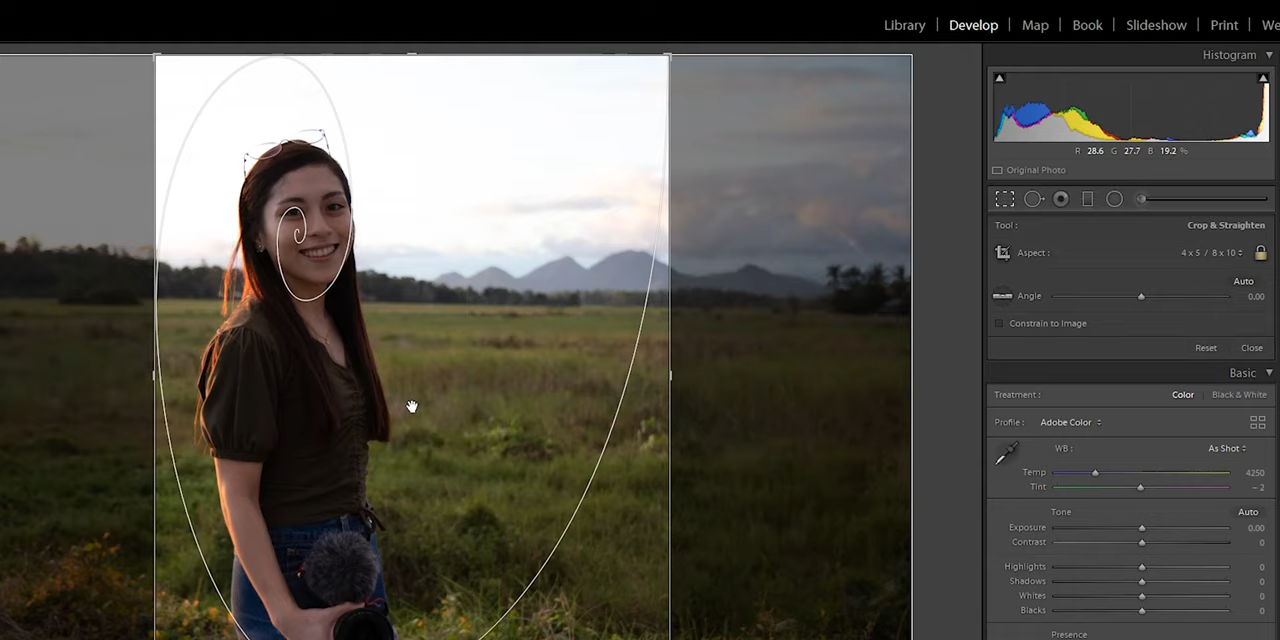 Library | Develop | Map | Book | Slideshow | Print | We
Histogram
R 28.6 G 27.7 B 19.2 %
Original Photo
Tool : Crop & Straighten
Aspect : 4 x 5 / 8 x 10
Auto
Angle 0.00
Constrain to Image
Reset Close
Basic
Treatment : Color Black & White
Profile : Adobe Color
WB : As Shot
Temp 4250
Tint – 2
Tone Auto
Exposure 0.00
Contrast 0
Highlights 0
Shadows 0
Whites 0
Blacks 0
Presence